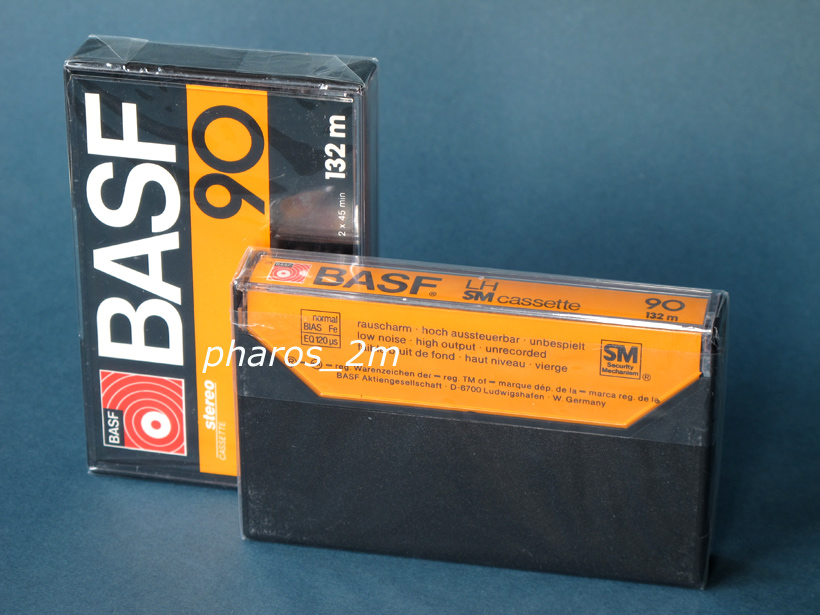 BASF
90
132 m
2 x 45 min
stereo
CASSETTE
BASF
BASF
BASF ®
LH
SM cassette
90
132 m
normal
BIAS Fe
EQ 120 µs
rauscharm · hoch aussteuerbar · unbespielt
low noise · high output · unrecorded
bruit de fond · haut niveau · vierge
reg. Warenzeichen der – reg. TM of – marque dép. de la – marca reg. de la
BASF Aktiengesellschaft · D-6700 Ludwigshafen · W. Germany
SM
Security
Mechanism
®
pharos_2m